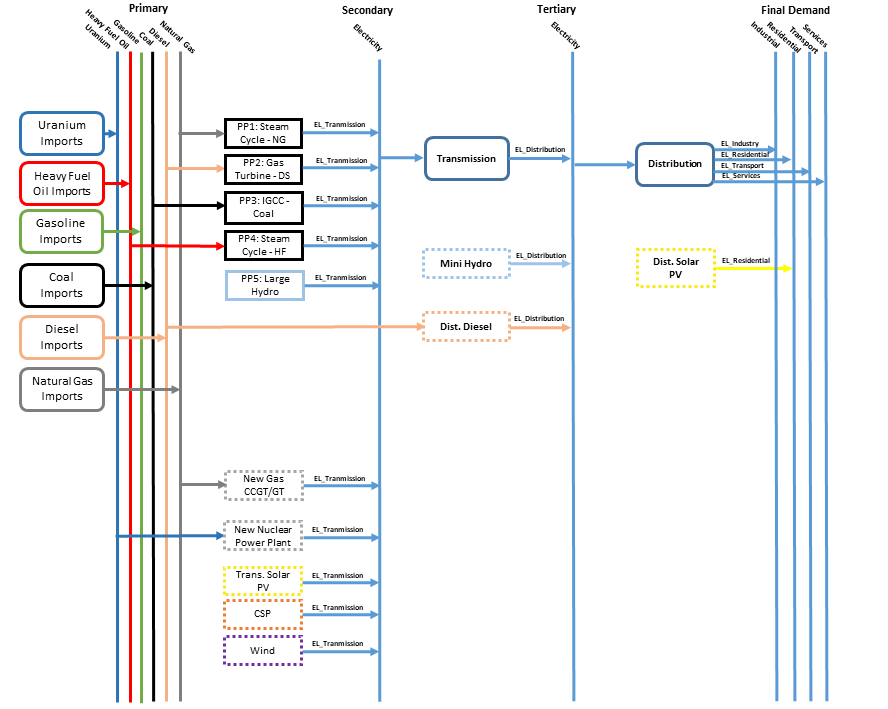 Primary
Secondary
Tertiary
Final Demand
Uranium
Heavy Fuel Oil
Gasoline
Coal
Diesel
Natural Gas
Electricity
Electricity
Industrial
Residential
Transport
Services
Uranium
Imports
Heavy Fuel
Oil Imports
Gasoline
Imports
Coal
Imports
Diesel
Imports
Natural Gas
Imports
PP1: Steam
Cycle - NG
EL_Tranmission
PP2: Gas
Turbine - DS
EL_Tranmission
PP3: IGCC -
Coal
EL_Tranmission
PP4: Steam
Cycle - HF
EL_Tranmission
PP5: Large
Hydro
EL_Tranmission
Transmission
EL_Distribution
Distribution
EL_Industry
EL_Residential
EL_Transport
EL_Services
Mini Hydro
EL_Distribution
Dist. Solar
PV
EL_Residential
Dist. Diesel
EL_Distribution
New Gas
CCGT/GT
EL_Tranmission
New Nuclear
Power Plant
EL_Tranmission
Trans. Solar
PV
EL_Tranmission
CSP
EL_Tranmission
Wind
EL_Tranmission